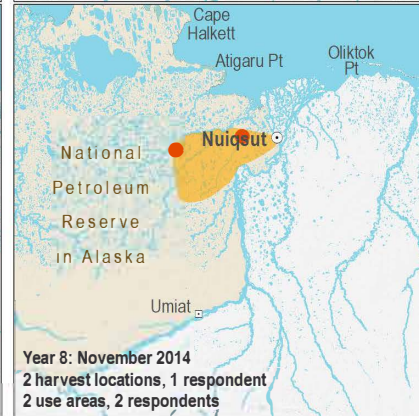 Cape
Halkett
Atigaru Pt
Oliktok
Pt
Nuiqsut
National
Petroleum
Reserve
in Alaska
Umiat
Year 8: November 2014
2 harvest locations, 1 respondent
2 use areas, 2 respondents